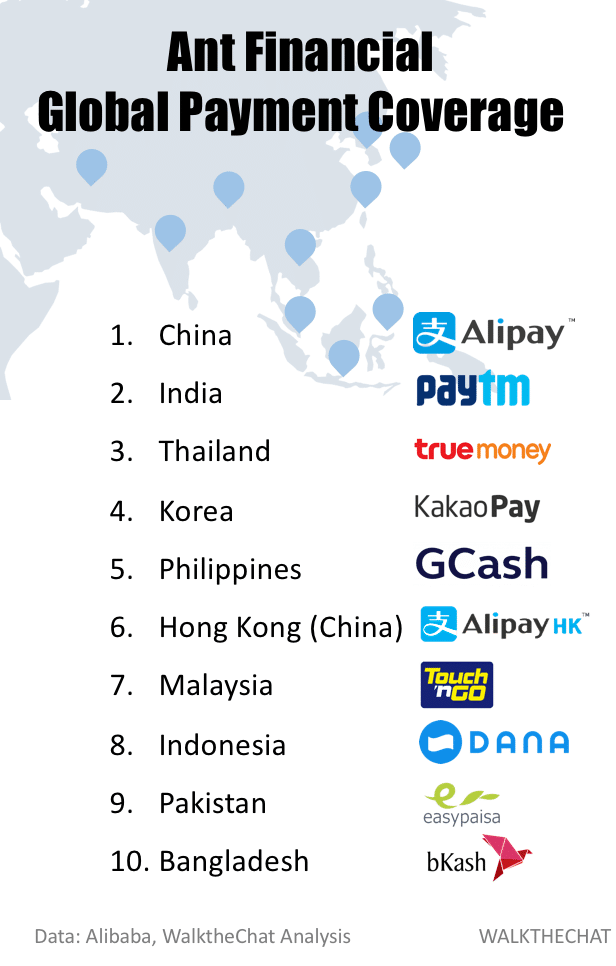 Ant Financial
Global Payment Coverage
1. China 支 Alipay™
2. India paytm
3. Thailand true money
4. Korea KakaoPay
5. Philippines GCash
6. Hong Kong (China) 支 Alipay HK™
7. Malaysia Touch 'n GO
8. Indonesia DANA
9. Pakistan easypaisa
10. Bangladesh bKash
Data: Alibaba, WalktheChat Analysis WALKTHECHAT